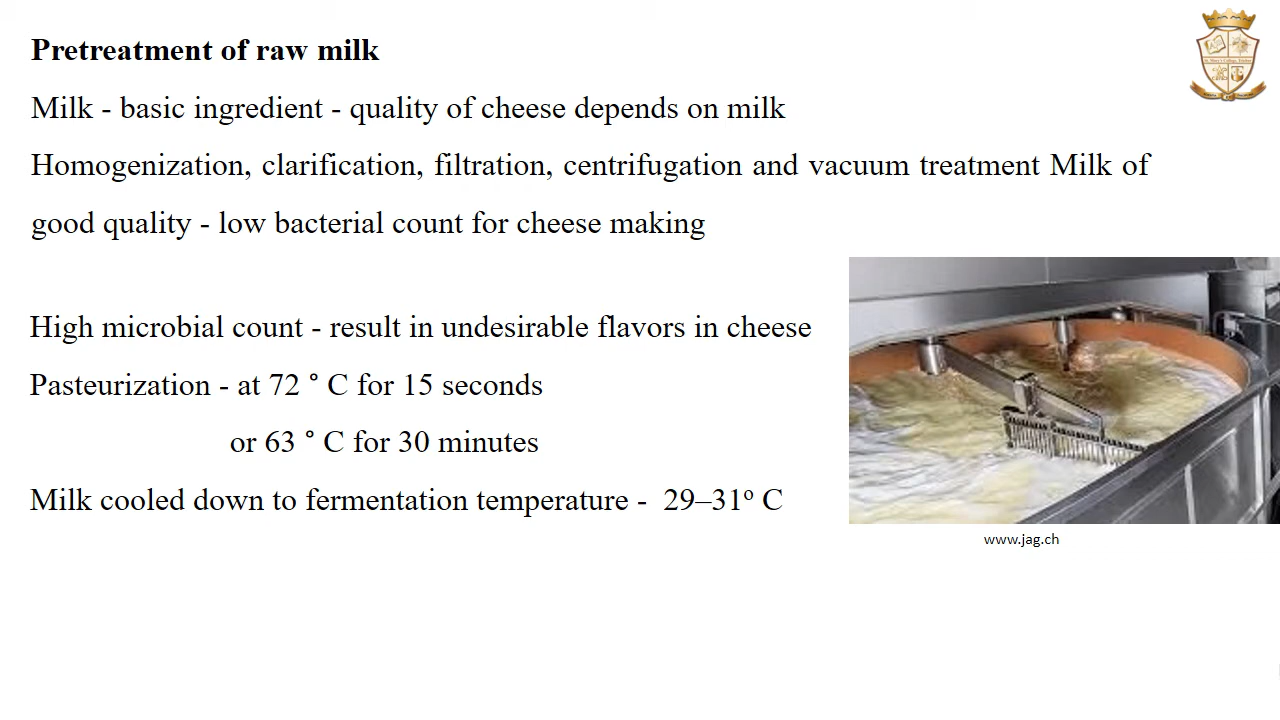 Pretreatment of raw milk
Milk - basic ingredient - quality of cheese depends on milk
Homogenization, clarification, filtration, centrifugation and vacuum treatment Milk of
good quality - low bacterial count for cheese making
High microbial count - result in undesirable flavors in cheese
Pasteurization - at 72 ° C for 15 seconds
or 63 ° C for 30 minutes
Milk cooled down to fermentation temperature - 29–31º C
www.jag.ch